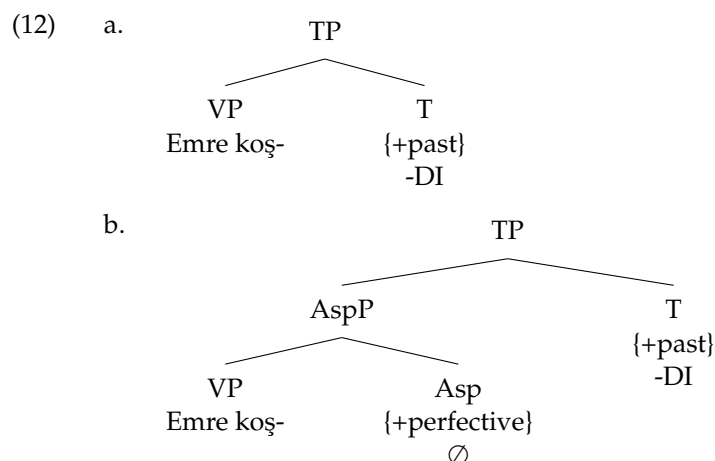 (12) a. TP
VP T
Emre koş- {+past}
-DI
b. TP
AspP T
{+past}
VP Asp -DI
Emre koş- {+perfective}
∅